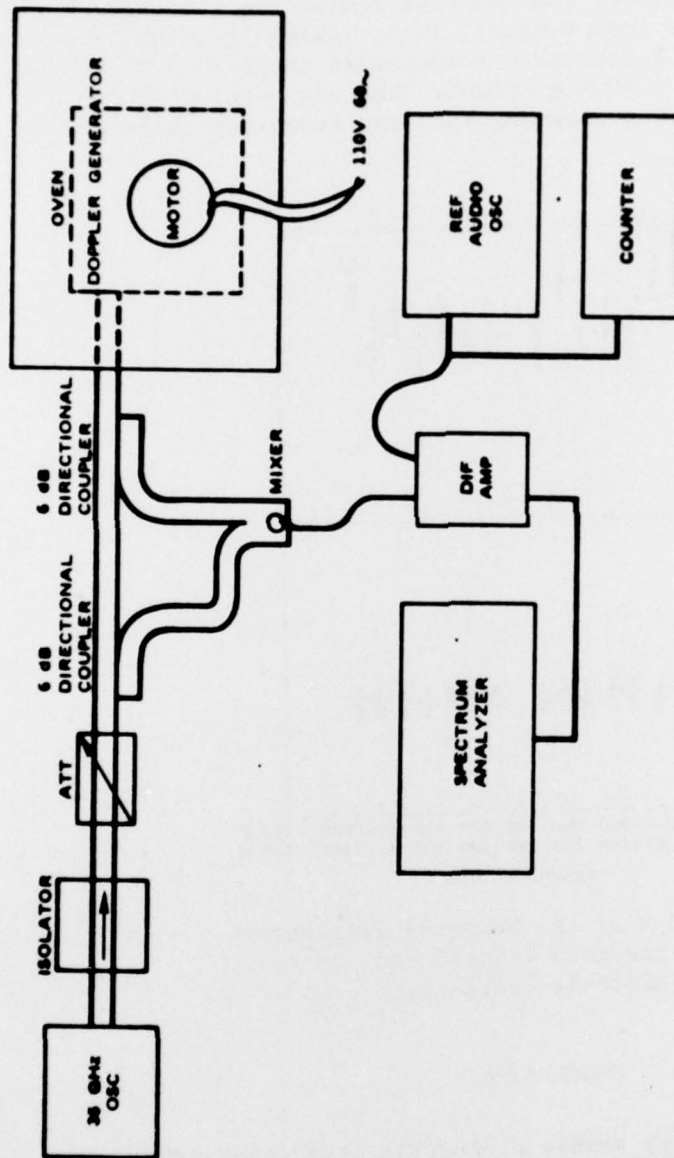 36 GHz
OSC
ISOLATOR
ATT
6 dB
DIRECTIONAL
COUPLER
6 dB
DIRECTIONAL
COUPLER
OVEN
DOPPLER GENERATOR
MOTOR
110V 60~
MIXER
SPECTRUM
ANALYZER
DIF
AMP
REF
AUDIO
OSC
COUNTER